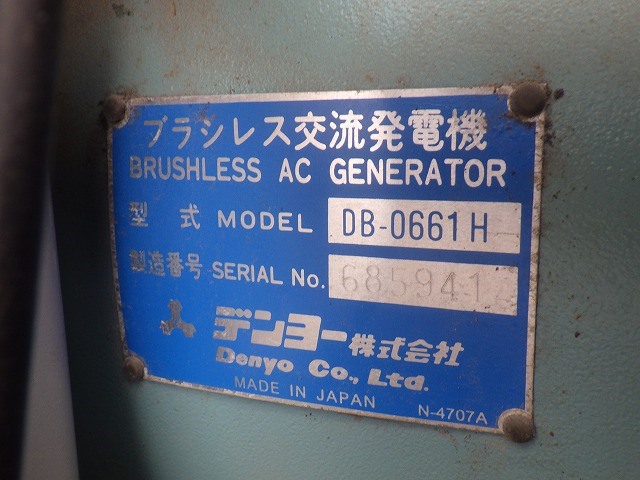 ブラシレス交流発電機
BRUSHLESS AC GENERATOR
型式 MODEL DB-0661H
製造番号 SERIAL No. 685941
デンヨー株式会社
Denyo Co., Ltd.
MADE IN JAPAN N-4707A